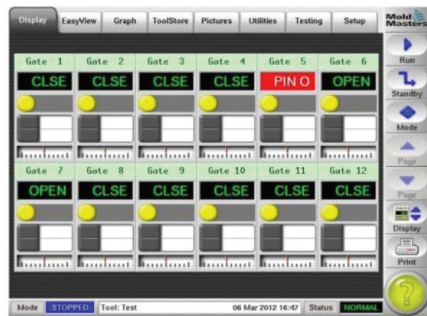 Display EasyView Graph ToolStore Pictures Utilities Testing Setup
Mold
Masters
Gate 1 Gate 2 Gate 3 Gate 4 Gate 5 Gate 6
CLSE CLSE CLSE CLSE PIN O OPEN
Gate 7 Gate 8 Gate 9 Gate 10 Gate 11 Gate 12
OPEN CLSE CLSE CLSE CLSE CLSE
Run
Standby
Mode
Page
Page
Display
Print
?
Mode STOPPED Tool: Test 06 Mar 2012 16:47 Status NORMAL